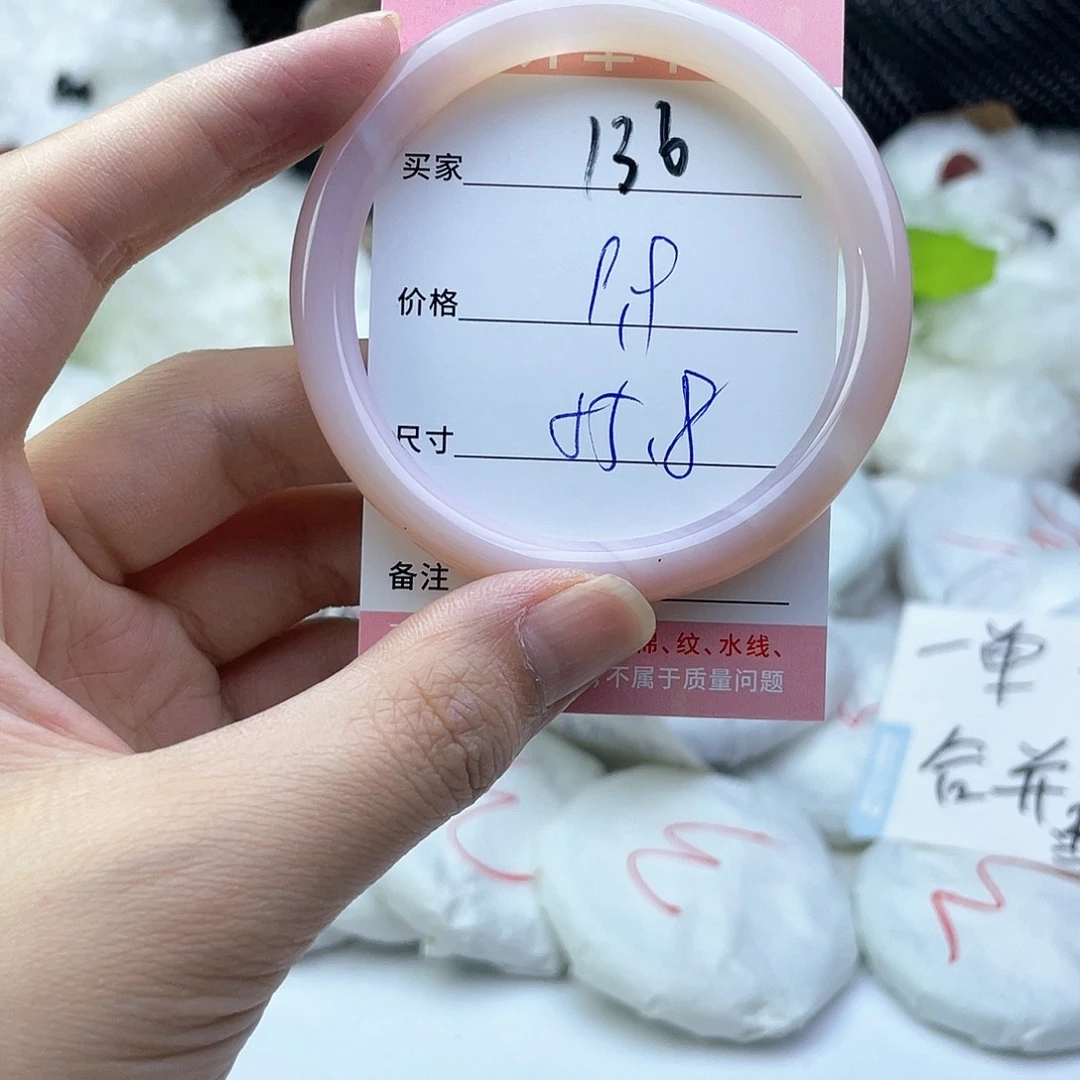 买家 136
价格
尺寸 .8
备注
棉、纹、水线、
不属于质量问题
一单
合并